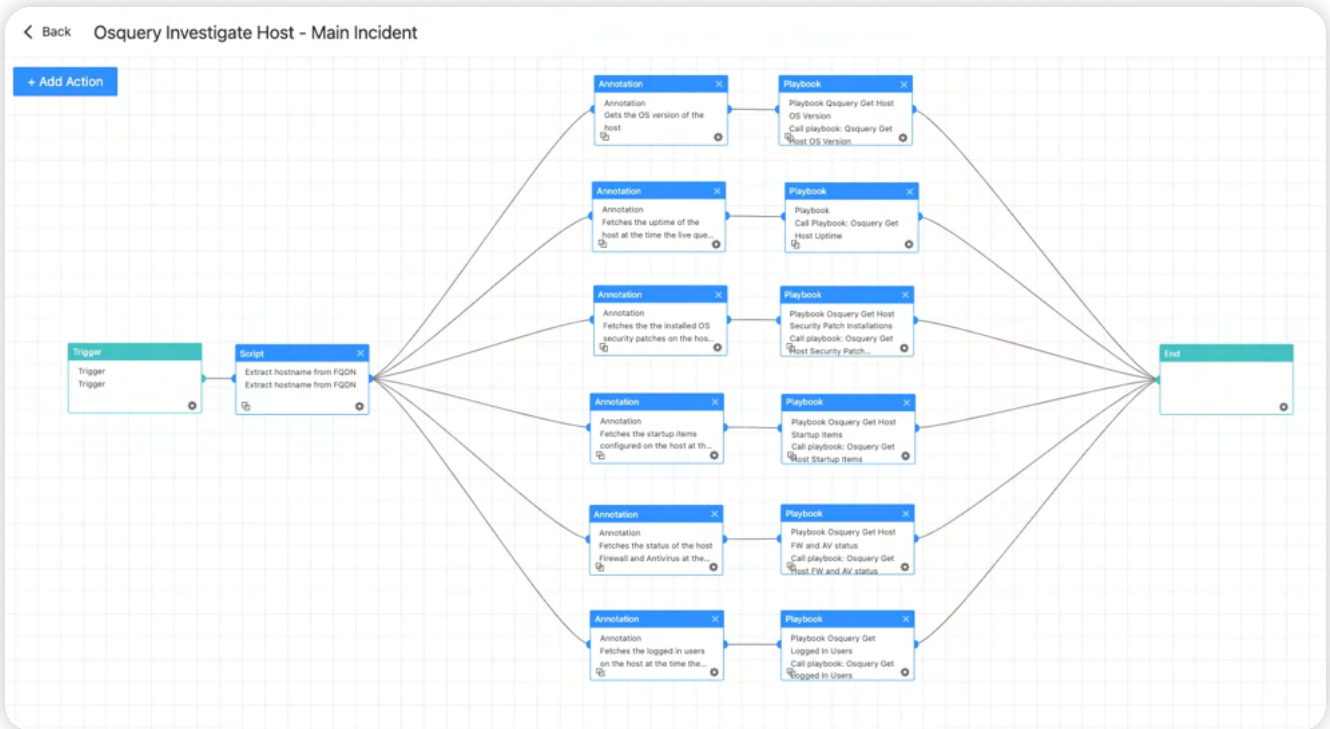 Back
Osquery Investigate Host - Main Incident
+ Add Action
Annotation
Annotation
Gets the OS version of the
host
Playbook
Playbook Qsquery Get Host
OS Version
Call playbook: Qsquery Get
Host OS Version
Annotation
Annotation
Fetches the uptime of the
host at the time the live que...
Playbook
Playbook
Call Playbook: Osquery Get
Host Uptime
Annotation
Annotation
Fetches the the installed OS
security patches on the hos...
Playbook
Playbook Osquery Get Host
Security Patch Installations
Call playbook: Osquery Get
Host Security Patch...
Trigger
Trigger
Trigger
Script
Extract hostname from FQDN
Extract hostname from FQDN
End
Annotation
Annotation
Fetches the startup items
configured on the host at th...
Playbook
Playbook Osquery Get Host
Startup Items
Call playbook: Osquery Get
Host Startup Items
Annotation
Annotation
Fetches the status of the host
Firewall and Antivirus at the...
Playbook
Playbook Osquery Get Host
FW and AV status
Call playbook: Osquery Get
Host FW and AV status
Annotation
Annotation
Fetches the logged in users
on the host at the time the...
Playbook
Playbook Osquery Get
Logged In Users
Call playbook: Osquery Get
Logged In Users